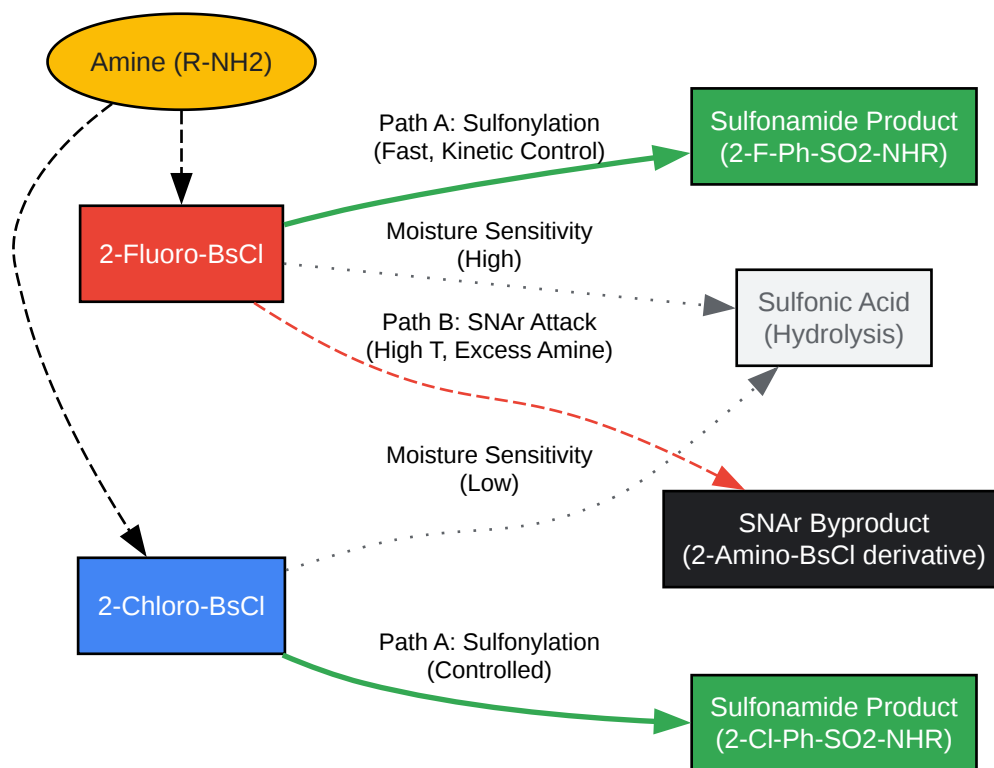 Amine (R-NH2)
Path A: Sulfonylation
(Fast, Kinetic Control)
Sulfonamide Product
(2-F-Ph-SO2-NHR)
2-Fluoro-BsCl
Moisture Sensitivity
(High)
Sulfonic Acid
(Hydrolysis)
Path B: SNAr Attack
(High T, Excess Amine)
Moisture Sensitivity
(Low)
SNAr Byproduct
(2-Amino-BsCl derivative)
2-Chloro-BsCl
Path A: Sulfonylation
(Controlled)
Sulfonamide Product
(2-Cl-Ph-SO2-NHR)